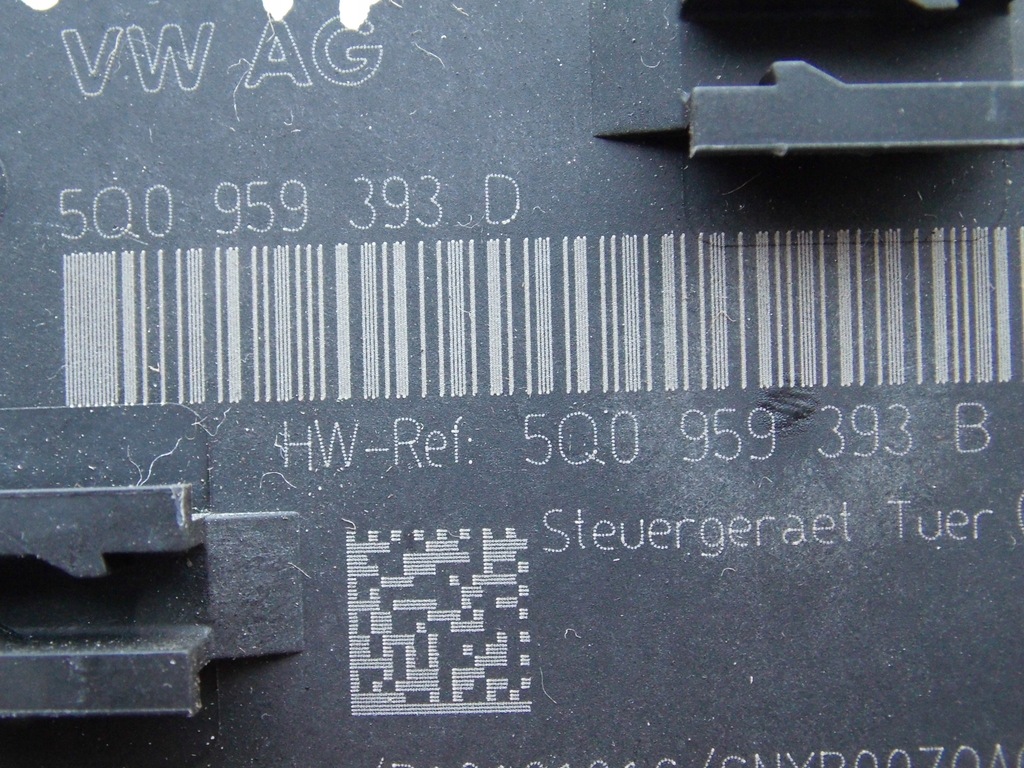 VW AG
5Q0 959 393 D
HW-Ref: 5Q0 959 393 B
Steuergeraet Tuer